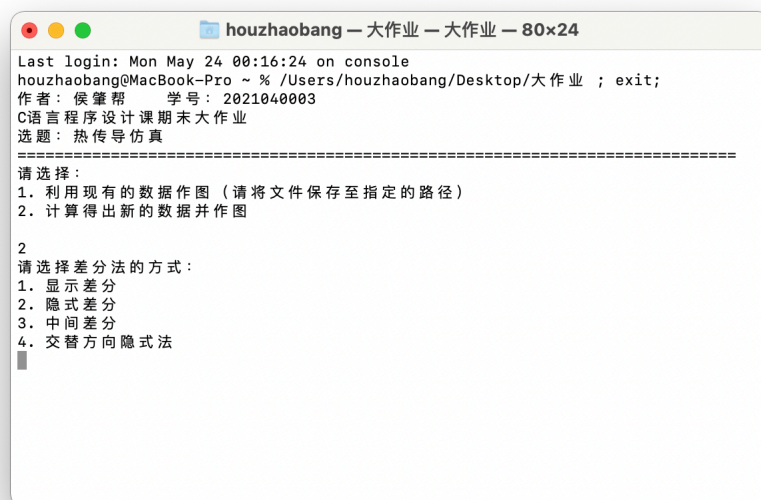 houzhaobang — 大作业 — 大作业 — 80×24
Last login: Mon May 24 00:16:24 on console
houzhaobang@MacBook-Pro ~ % /Users/houzhaobang/Desktop/大作业 ; exit;
作者：侯肇帮    学号：2021040003
C语言程序设计课期末大作业
选题：热传导仿真
=============================================================================
请选择：
1. 利用现有的数据作图（请将文件保存至指定的路径）
2. 计算得出新的数据并作图
2
请选择差分法的方式：
1. 显示差分
2. 隐式差分
3. 中间差分
4. 交替方向隐式法